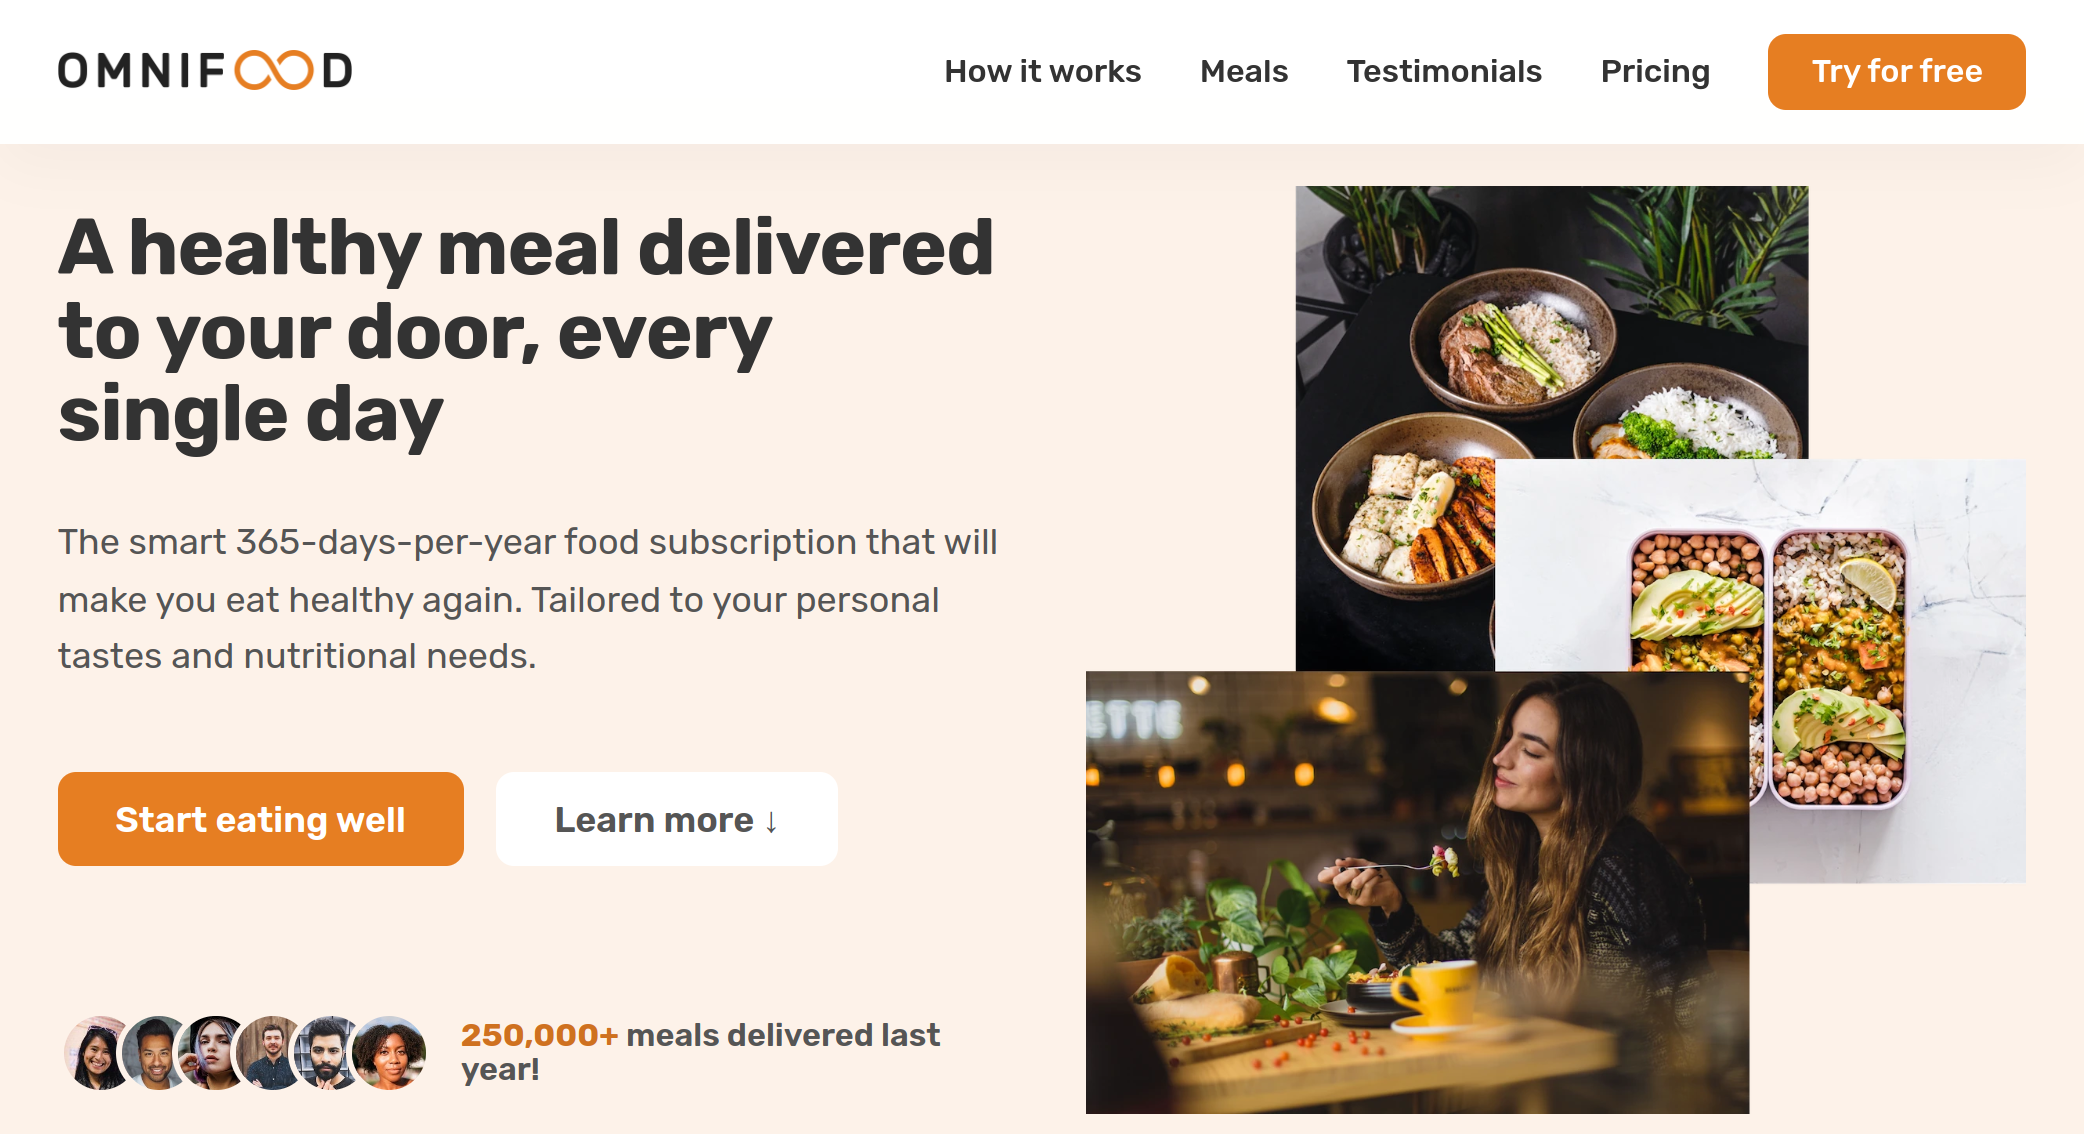 OMNIFOOD
How it works
Meals
Testimonials
Pricing
Try for free
A healthy meal delivered
to your door, every
single day
The smart 365-days-per-year food subscription that will
make you eat healthy again. Tailored to your personal
tastes and nutritional needs.
Start eating well
Learn more ↓
250,000+ meals delivered last
year!
ETTE